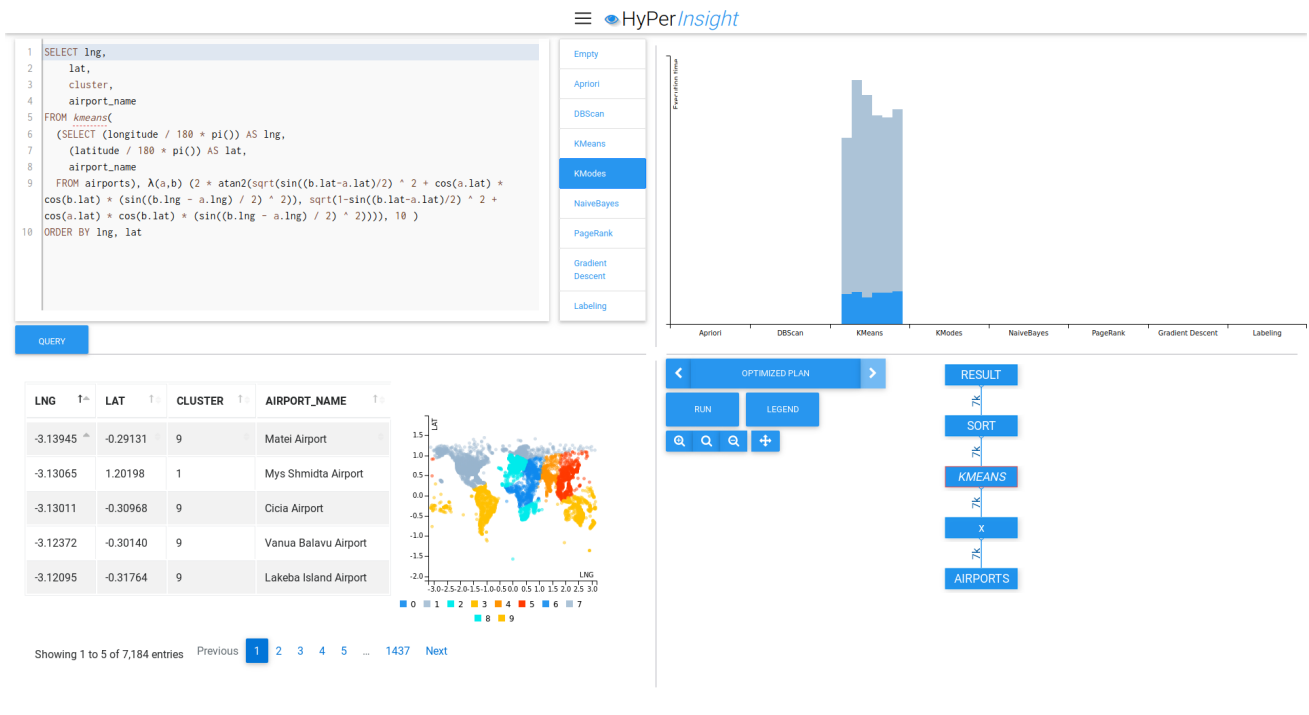 HyPerInsight
1 SELECT lng,
2 lat,
3 cluster,
4 airport_name
5 FROM kmeans(
6 (SELECT (longitude / 180 * pi()) AS lng,
7 (latitude / 180 * pi()) AS lat,
8 airport_name
9 FROM airports), λ(a,b) (2 * atan2(sqrt(sin((b.lat-a.lat)/2) ^ 2 + cos(a.lat) *
cos(b.lat) * (sin((b.lng - a.lng) / 2) ^ 2)), sqrt(1-sin((b.lat-a.lat)/2) ^ 2 +
cos(a.lat) * cos(b.lat) * (sin((b.lng - a.lng) / 2) ^ 2)))), 10 )
10 ORDER BY lng, lat
Empty
Apriori
DBScan
KMeans
KModes
NaiveBayes
PageRank
Gradient
Descent
Labeling
QUERY
Execution time
Apriori DBScan KMeans KModes NaiveBayes PageRank Gradient Descent Labeling
LNG LAT CLUSTER AIRPORT_NAME
-3.13945 -0.29131 9 Matei Airport
-3.13065 1.20198 1 Mys Shmidta Airport
-3.13011 -0.30968 9 Cicia Airport
-3.12372 -0.30140 9 Vanua Balavu Airport
-3.12095 -0.31764 9 Lakeba Island Airport
Showing 1 to 5 of 7,184 entries Previous 1 2 3 4 5 … 1437 Next
LAT
1.5
1.0
0.5
0.0
-0.5
-1.0
-1.5
-2.0
LNG
-3.0 -2.5 -2.0 -1.5 -1.0 -0.5 0.0 0.5 1.0 1.5 2.0 2.5 3.0
0 1 2 3 4 5 6 7
8 9
OPTIMIZED PLAN
RUN LEGEND
RESULT
7k
SORT
7k
KMEANS
7k
X
7k
AIRPORTS